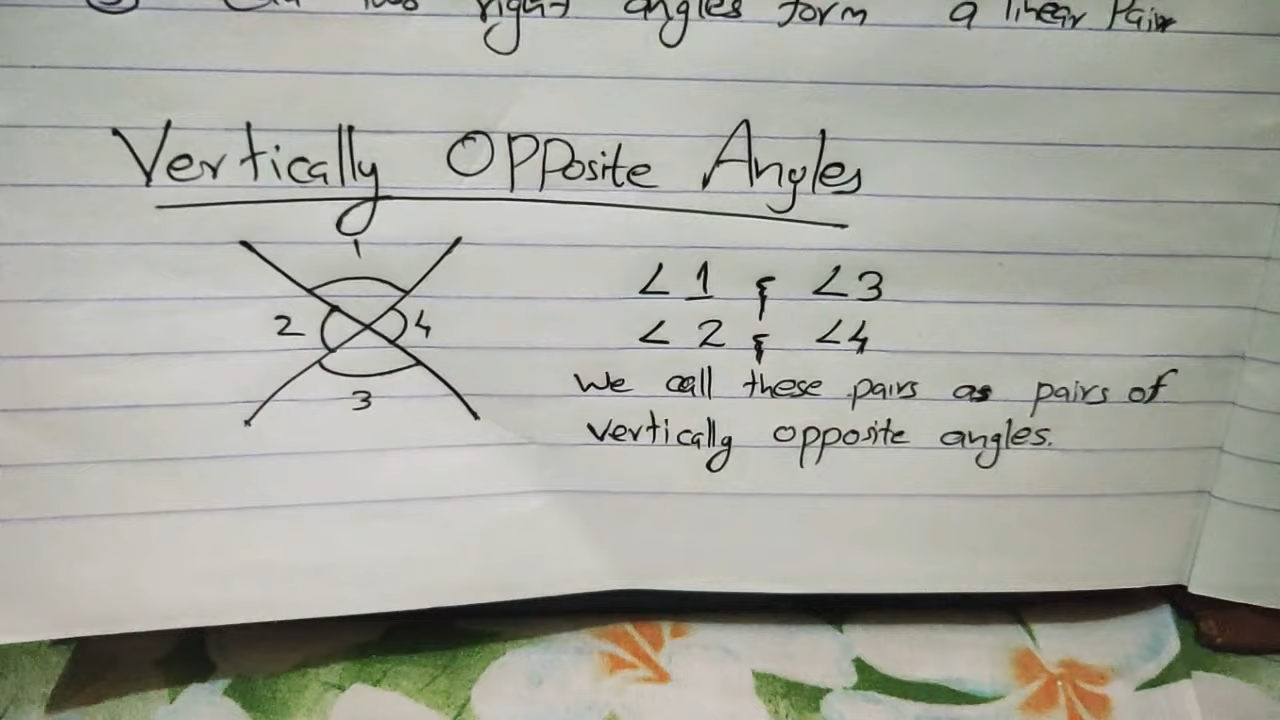 two right angles form a linear Pair
Vertically Opposite Angles
1
2
4
3
∠1 & ∠3
∠2 & ∠4
We call these pairs as pairs of
vertically opposite angles.